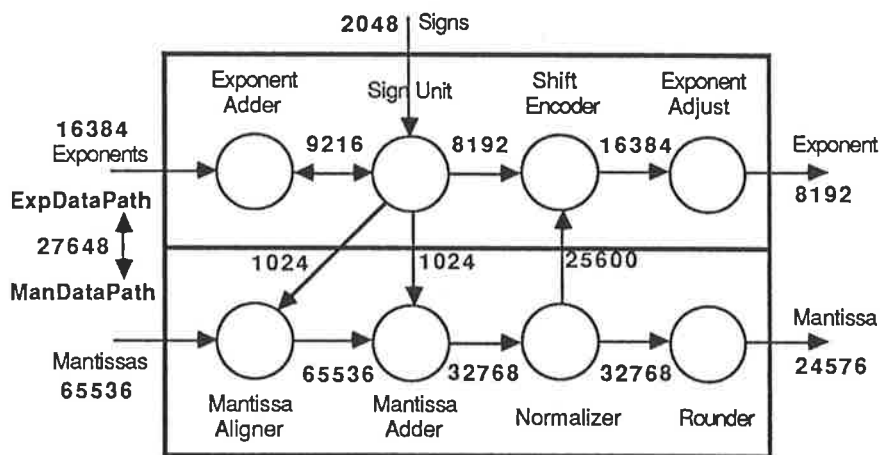 2048 Signs
Exponent
Adder
Sign Unit
Shift
Encoder
Exponent
Adjust
16384
Exponents
9216
8192
16384
Exponent
8192
ExpDataPath
27648
ManDataPath
1024
1024
25600
Mantissas
65536
65536
32768
32768
Mantissa
24576
Mantissa
Aligner
Mantissa
Adder
Normalizer
Rounder